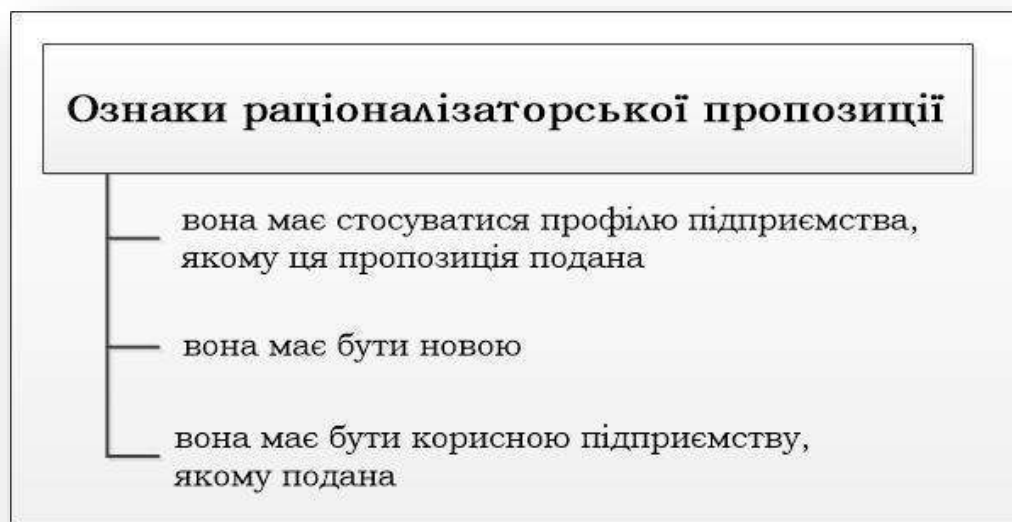 Ознаки раціоналізаторської пропозиції
вона має стосуватися профілю підприємства,
якому ця пропозиція подана
вона має бути новою
вона має бути корисною підприємству,
якому подана